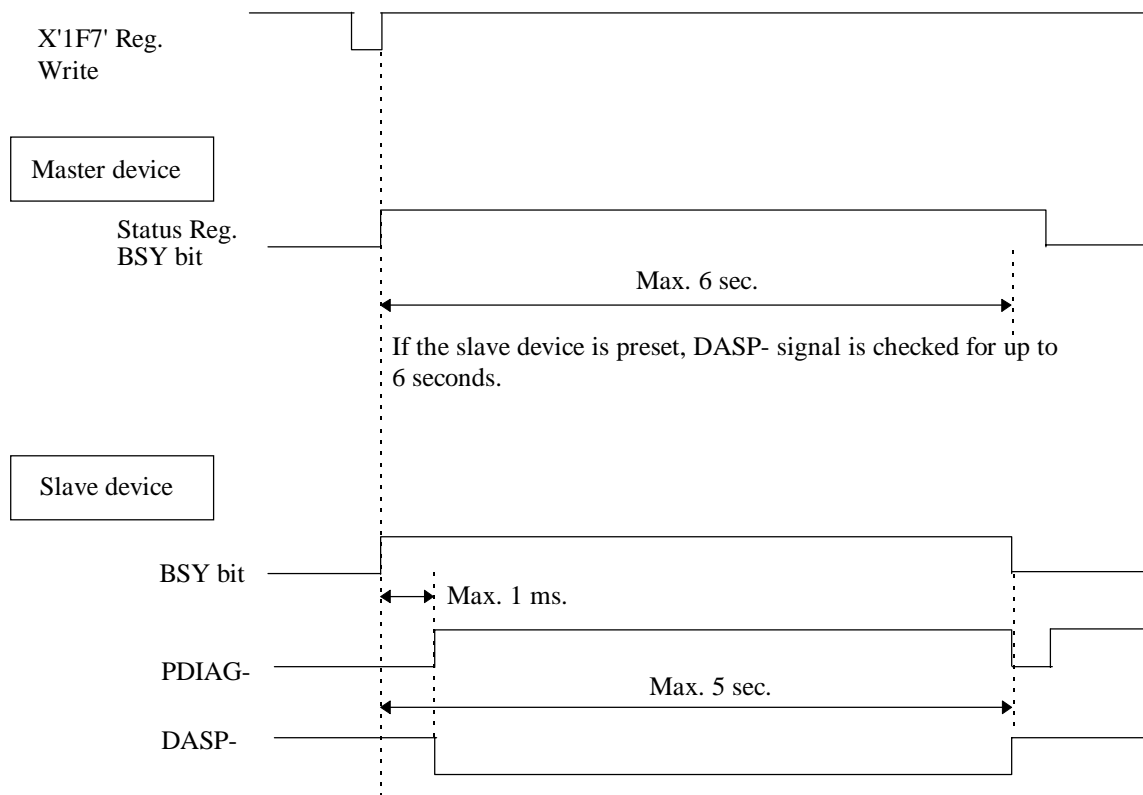 X'1F7' Reg.
Write
Master device
Status Reg.
BSY bit
Max. 6 sec.
If the slave device is preset, DASP- signal is checked for up to
6 seconds.
Slave device
BSY bit
Max. 1 ms.
PDIAG-
Max. 5 sec.
DASP-